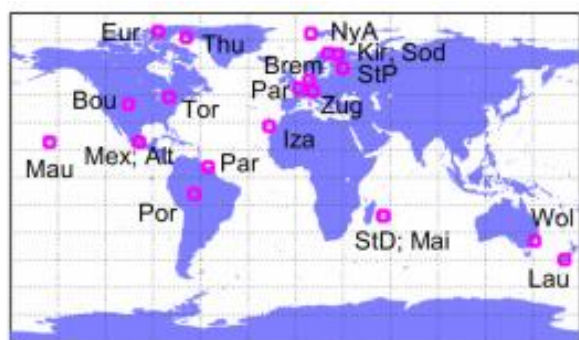 Eur
Thu
NyA
Kir; Sod
Brem
StP
Par
Zug
Bou
Tor
Iza
Mau
Mex; Alt
Par
Por
StD; Mai
Wol
Lau